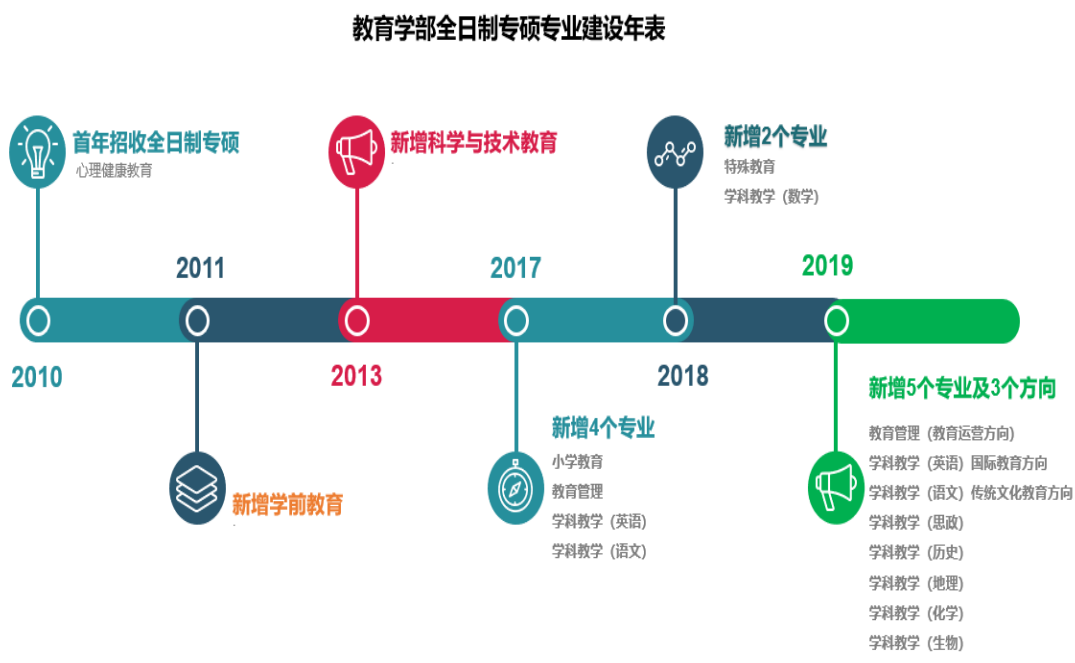 教育学部全日制专硕专业建设年表
首年招收全日制专硕
心理健康教育
2010
2011
新增学前教育
新增科学与技术教育
2013
2017
新增4个专业
小学教育
教育管理
学科教学（英语）
学科教学（语文）
新增2个专业
特殊教育
学科教学（数学）
2018
2019
新增5个专业及3个方向
教育管理（教育运营方向）
学科教学（英语）国际教育方向
学科教学（语文）传统文化教育方向
学科教学（思政）
学科教学（历史）
学科教学（地理）
学科教学（化学）
学科教学（生物）